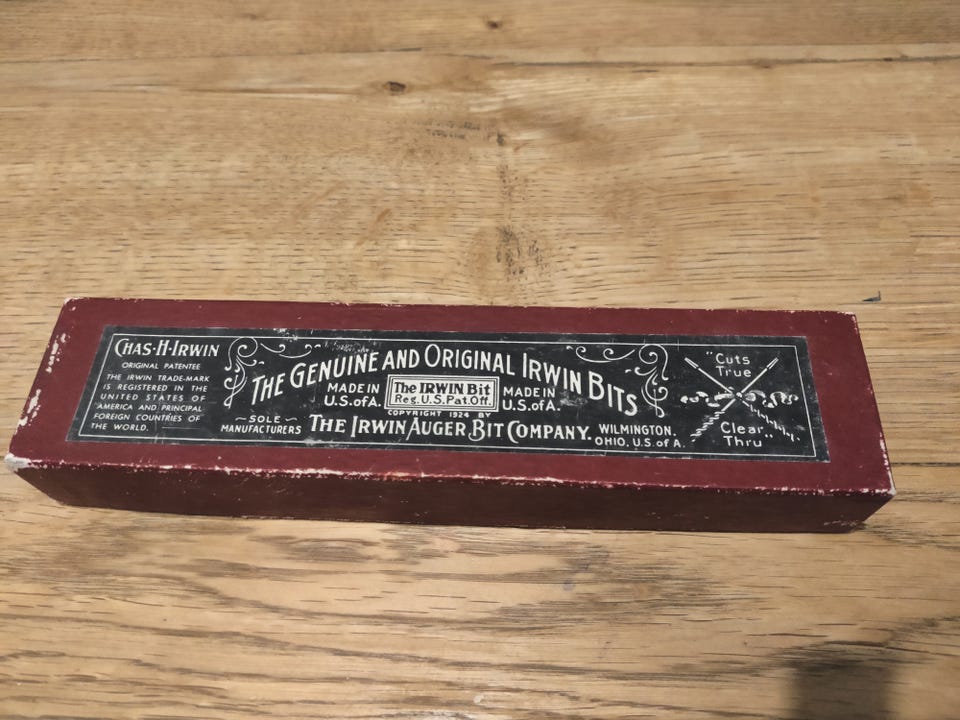 CHAS·H·IRWIN
ORIGINAL PATENTEE
THE IRWIN TRADE-MARK
IS REGISTERED IN THE
UNITED STATES OF
AMERICA AND PRINCIPAL
FOREIGN COUNTRIES OF
THE WORLD.
THE GENUINE AND ORIGINAL IRWIN BITS
MADE IN
U.S.ofA.
The IRWIN Bit
Reg. U.S. Pat. Off.
MADE IN
U.S.ofA.
COPYRIGHT 1924 BY
~ SOLE ~
MANUFACTURERS
THE IRWIN AUGER BIT COMPANY.
WILMINGTON,
OHIO, U.S. of A.
"Cuts
True
Clear
Thru"